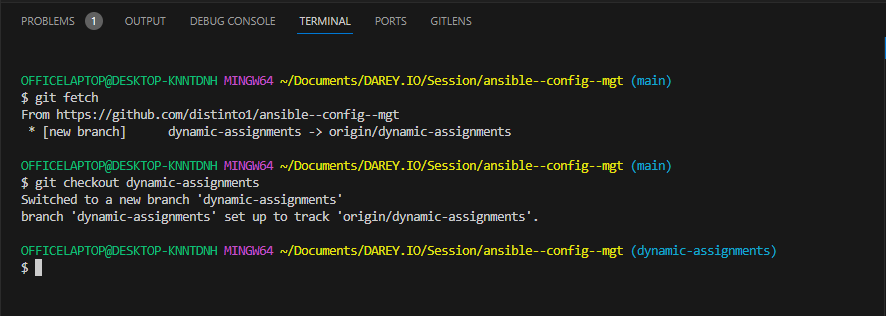 PROBLEMS 1 OUTPUT DEBUG CONSOLE TERMINAL PORTS GITLENS
OFFICELAPTOP@DESKTOP-KNNTDNH MINGW64 ~/Documents/DAREY.IO/Session/ansible--config--mgt (main)
$ git fetch
From https://github.com/distinto1/ansible--config--mgt
 * [new branch]      dynamic-assignments -> origin/dynamic-assignments
OFFICELAPTOP@DESKTOP-KNNTDNH MINGW64 ~/Documents/DAREY.IO/Session/ansible--config--mgt (main)
$ git checkout dynamic-assignments
Switched to a new branch 'dynamic-assignments'
branch 'dynamic-assignments' set up to track 'origin/dynamic-assignments'.
OFFICELAPTOP@DESKTOP-KNNTDNH MINGW64 ~/Documents/DAREY.IO/Session/ansible--config--mgt (dynamic-assignments)
$